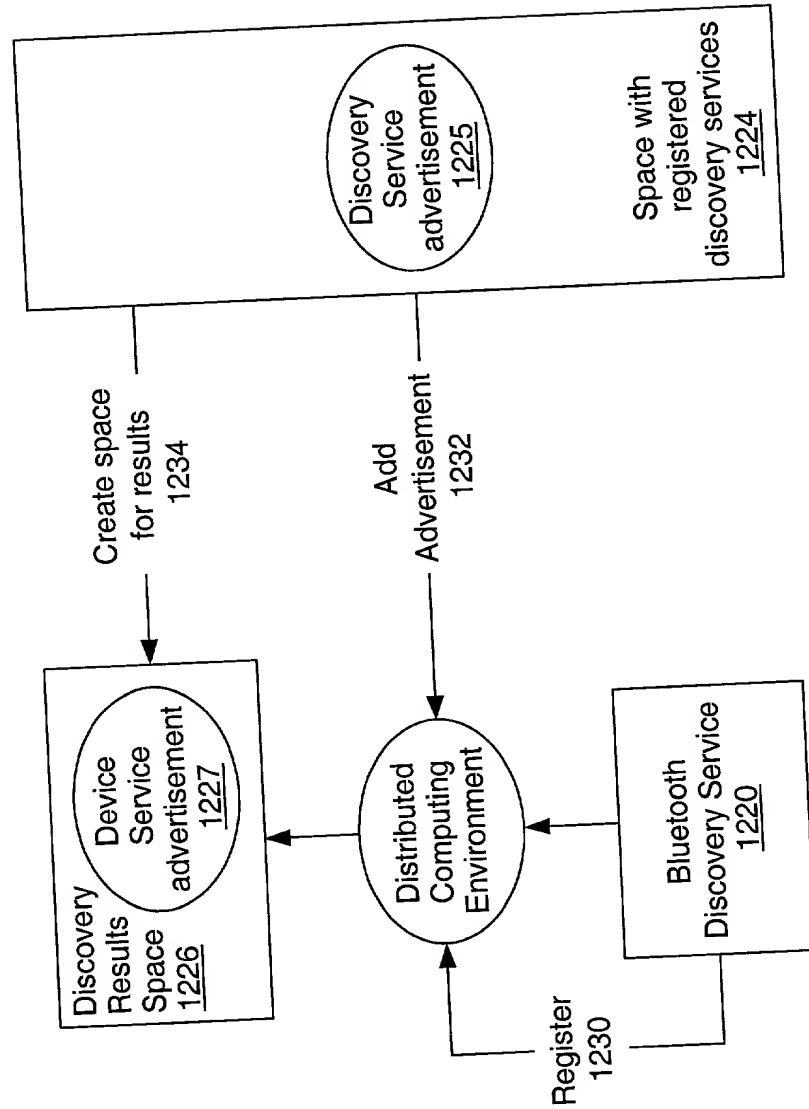 Discovery
Results
Space
1226
Device
Service
advertisement
1227
Create space
for results
1234
Discovery
Service
advertisement
1225
Space with
registered
discovery services
1224
Distributed
Computing
Environment
Add
Advertisement
1232
Register
1230
Bluetooth
Discovery Service
1220